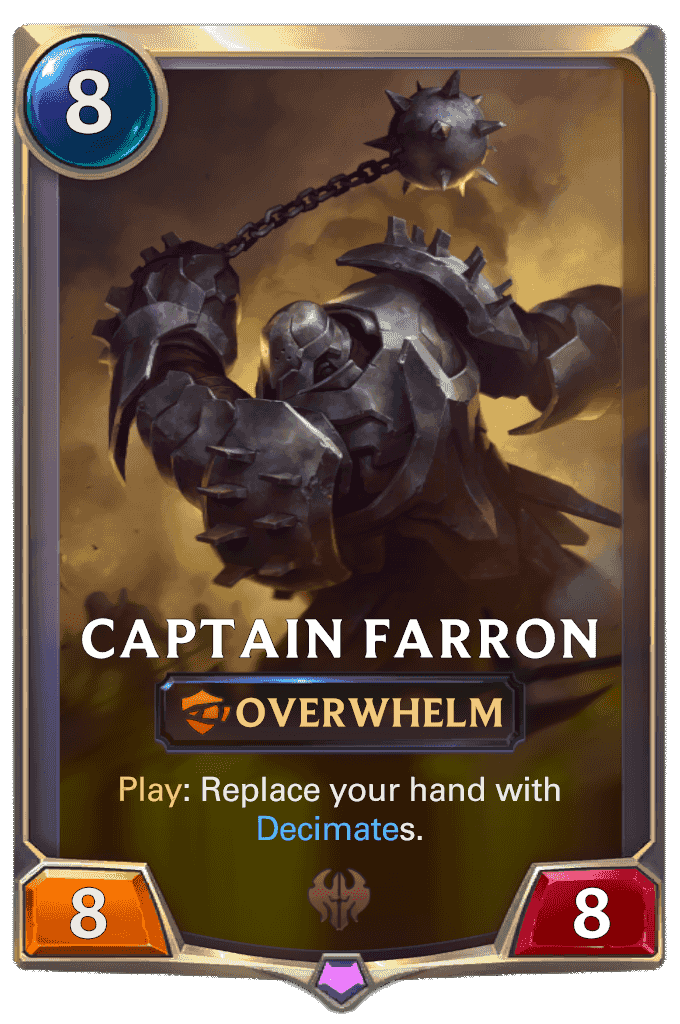 8
CAPTAIN FARRON
OVERWHELM
Play: Replace your hand with
Decimates.
8
8